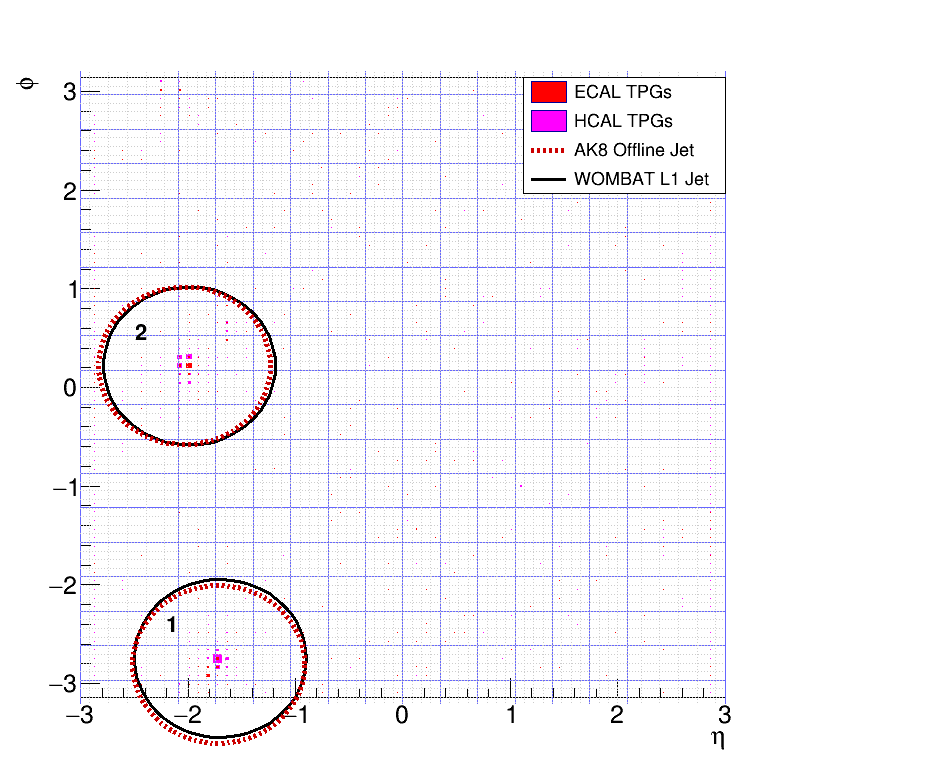 ϕ
3
2
1
0
−1
−2
−3
ECAL TPGs
HCAL TPGs
AK8 Offline Jet
WOMBAT L1 Jet
2
1
−3 −2 −1 0 1 2 3
η